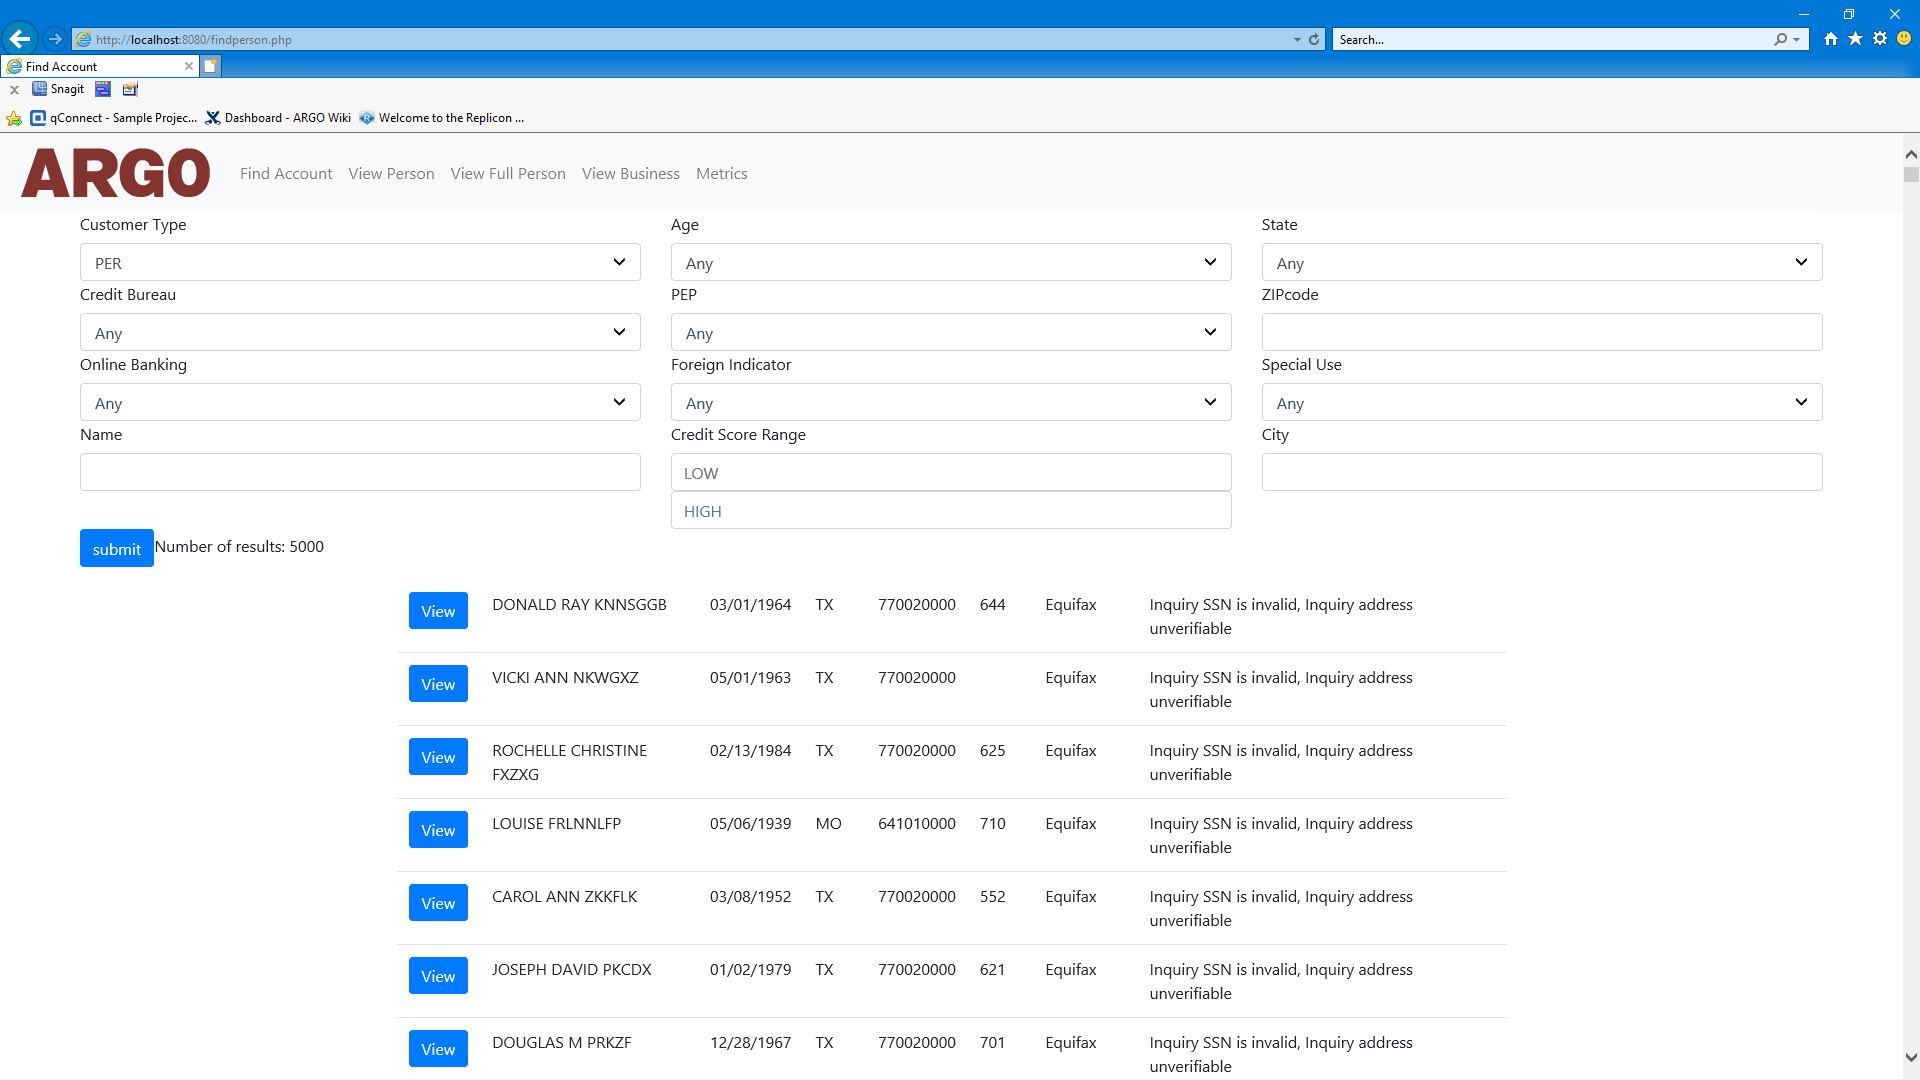 http://localhost:8080/findperson.php
Search...
Find Account
Snagit
qConnect - Sample Projec...
Dashboard - ARGO Wiki
Welcome to the Replicon ...
ARGO
Find Account
View Person
View Full Person
View Business
Metrics
Customer Type
Age
State
PER
Any
Any
Credit Bureau
PEP
ZIPcode
Any
Any
Online Banking
Foreign Indicator
Special Use
Any
Any
Any
Name
Credit Score Range
City
LOW
HIGH
submit
Number of results: 5000
View DONALD RAY KNNSGGB 03/01/1964 TX 770020000 644 Equifax Inquiry SSN is invalid, Inquiry address
unverifiable
View VICKI ANN NKWGXZ 05/01/1963 TX 770020000 Equifax Inquiry SSN is invalid, Inquiry address
unverifiable
View ROCHELLE CHRISTINE 02/13/1984 TX 770020000 625 Equifax Inquiry SSN is invalid, Inquiry address
FXZXG unverifiable
View LOUISE FRLNNLFP 05/06/1939 MO 641010000 710 Equifax Inquiry SSN is invalid, Inquiry address
unverifiable
View CAROL ANN ZKKFLK 03/08/1952 TX 770020000 552 Equifax Inquiry SSN is invalid, Inquiry address
unverifiable
View JOSEPH DAVID PKCDX 01/02/1979 TX 770020000 621 Equifax Inquiry SSN is invalid, Inquiry address
unverifiable
View DOUGLAS M PRKZF 12/28/1967 TX 770020000 701 Equifax Inquiry SSN is invalid, Inquiry address
unverifiable